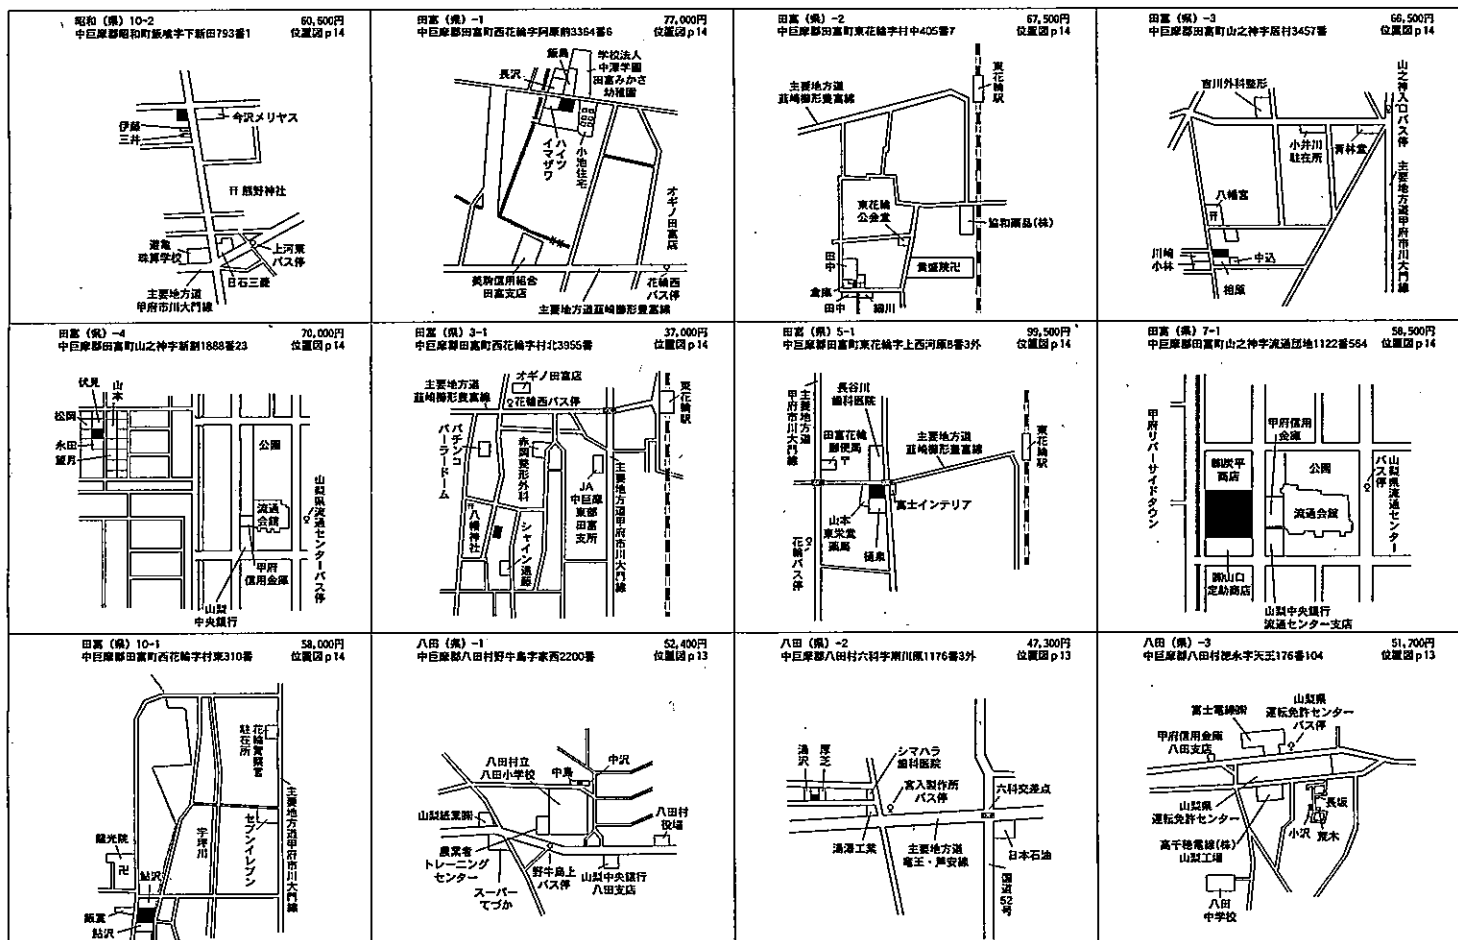 昭和（県）10-2 60,600円
中巨摩郡昭和町飯喰字下新田793番1 位置図p14
今沢メリヤス
伊藤
三井
熊野神社
珠算学校
上河東
バス停
日石三菱
主要地方道
甲府市川大門線
田富（県）-1 77,000円
中巨摩郡田富町西花輪字阿原前3364番6 位置図p14
飯島
長沢
学校法人
中澤学園
田富みかさ
幼稚園
ハイツ
イマザワ
小池住宅
オギノ田富店
花輪西
バス停
田富支店
主要地方道韮崎櫛形豊富線
田富（県）-2 67,500円
中巨摩郡田富町東花輪字村中405番7 位置図p14
主要地方道
韮崎櫛形豊富線
東花輪駅
東花輪
公会堂
協和薬品(株)
田中
倉庫
田中
細川
田富（県）-3 66,500円
中巨摩郡田富町山之神字居村3457番 位置図p14
吉川外科整形
山之神入口バス停
小井川
駐在所
青林堂
主要地方道甲府市川大門線
八幡宮
川崎
小林
中込
相原
田富（県）-4 70,000円
中巨摩郡田富町山之神字新割1888番23 位置図p14
伏見
山本
松岡
永田
望月
公園
流通
会館
山梨県流通センターバス停
甲府
信用金庫
山梨
中央銀行
田富（県）3-1 37,000円
中巨摩郡田富町西花輪字村北3955番 位置図p14
オギノ田富店
主要地方道
韮崎櫛形豊富線
花輪西バス停
東花輪駅
パチンコ
パーラードーム
赤岡整形外科
JA
中巨摩
東部
田富
支所
八幡神社
シャイン遠藤
主要地方道甲府市川大門線
田富（県）5-1 99,500円
中巨摩郡田富町東花輪字上西河原8番3外 位置図p14
主要地方道
甲府市川大門線
長谷川
歯科医院
田富花輪
郵便局
〒
主要地方道
韮崎櫛形豊富線
東花輪駅
富士インテリア
山本
東栄堂
薬局
花輪バス停
田富（県）7-1 58,500円
中巨摩郡田富町山之神字流通団地1122番564 位置図p14
甲府リバーサイドタウン
甲府信用
金庫
㈱炭平
商店
公園
流通会館
山梨県流通センター
バス停
㈱山口
定助商店
山梨中央銀行
流通センター支店
田富（県）10-1 58,000円
中巨摩郡田富町西花輪字村東310番 位置図p14
花輪警察官
駐在所
主要地方道甲府市川大門線
セブンイレブン
龍光院
卍
鮎沢
飯寛
鮎沢
八田（県）-1 52,400円
中巨摩郡八田村野牛島字家西2200番 位置図p13
八田村立
八田小学校
中島
中沢
山梨紙業㈱
八田村
役場
農業者
トレーニング
センター
スーパー
てづか
野牛島上
バス停
山梨中央銀行
八田支店
八田（県）-2 47,300円
中巨摩郡八田村六科字南川原1176番3外 位置図p13
湯沢
厚芝
シマハラ
歯科医院
宮入製作所
バス停
六科交差点
湯澤工業
主要地方道
竜王・芦安線
日本石油
国道52号
八田（県）-3 51,700円
中巨摩郡八田村徳永字天王176番104 位置図p13
富士電線㈱
山梨県
運転免許センター
バス停
甲府信用金庫
八田支店
山梨県
運転免許センター
長坂
小沢
荒木
高千穂電線(株)
山梨工場
八田
中学校